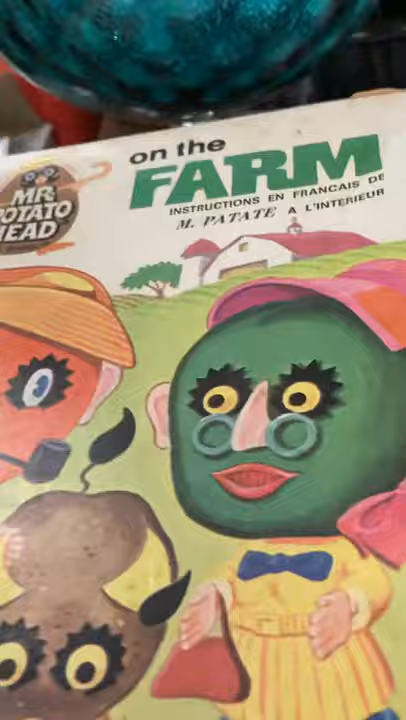 on the
FARM
INSTRUCTIONS EN FRANCAIS DE
M. PATATE A L'INTERIEUR
MR.
POTATO
HEAD